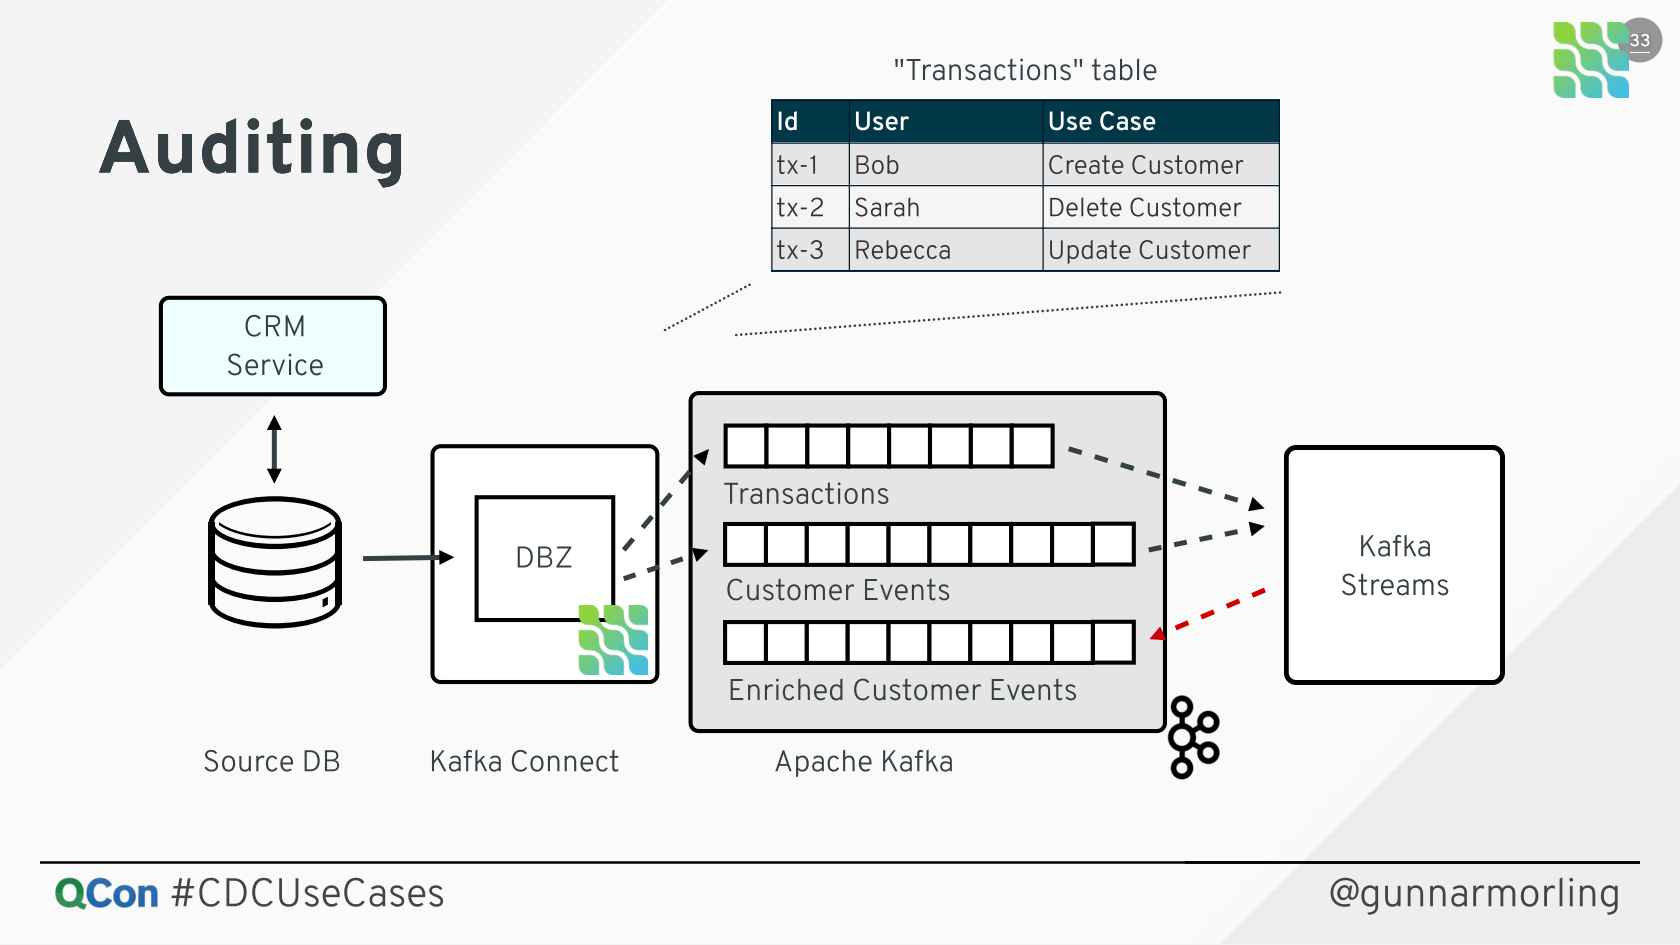 33
"Transactions" table
Auditing
Id User Use Case
tx-1 Bob Create Customer
tx-2 Sarah Delete Customer
tx-3 Rebecca Update Customer
CRM
Service
DBZ
Transactions
Customer Events
Enriched Customer Events
Kafka
Streams
Source DB
Kafka Connect
Apache Kafka
QCon #CDCUseCases
@gunnarmorling